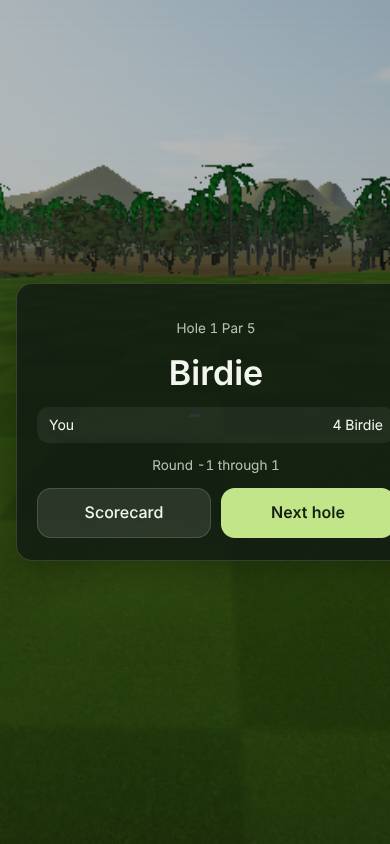 Hole 1 Par 5
Birdie
You 4 Birdie
Round -1 through 1
Scorecard Next hole